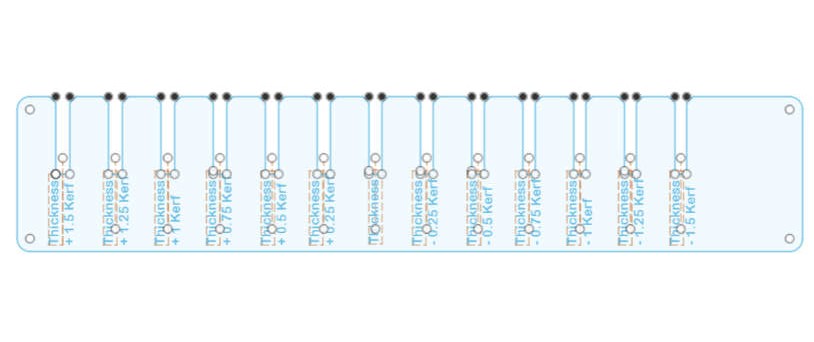 Thickness
+ 1.5 Kerf
Thickness
+ 1.25 Kerf
Thickness
+ 1 Kerf
Thickness
+ 0.75 Kerf
Thickness
+ 0.5 Kerf
Thickness
+ 0.25 Kerf
Thickness
Thickness
- 0.25 Kerf
Thickness
- 0.5 Kerf
Thickness
- 0.75 Kerf
Thickness
- 1 Kerf
Thickness
- 1.25 Kerf
Thickness
- 1.5 Kerf